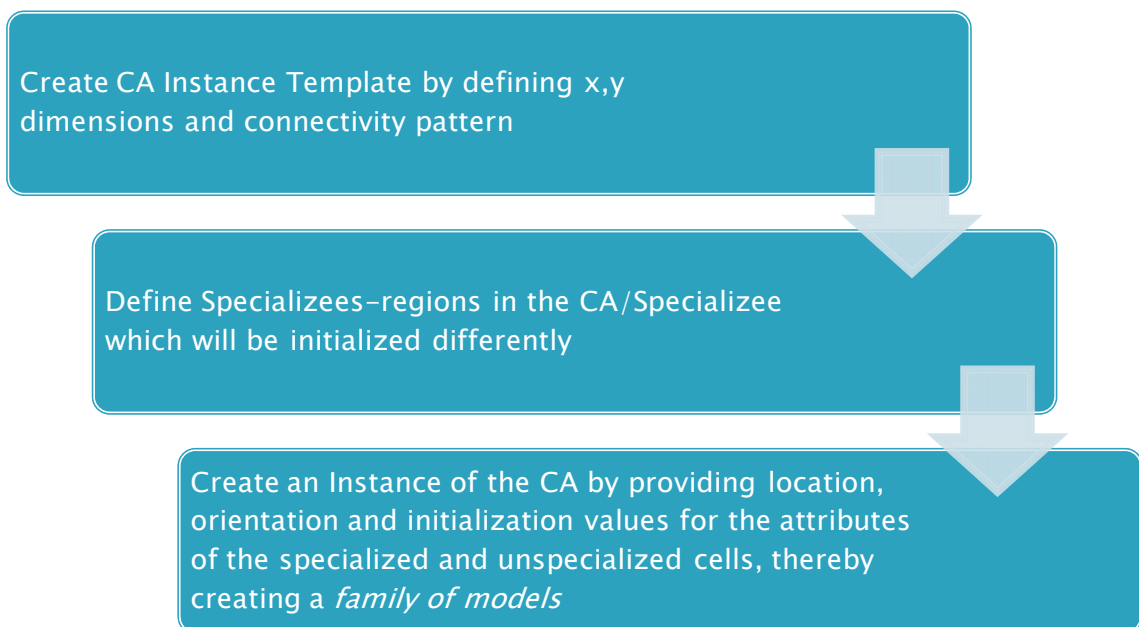 Create CA Instance Template by defining x,y
dimensions and connectivity pattern
Define Specializees-regions in the CA/Specializee
which will be initialized differently
Create an Instance of the CA by providing location,
orientation and initialization values for the attributes
of the specialized and unspecialized cells, thereby
creating a family of models